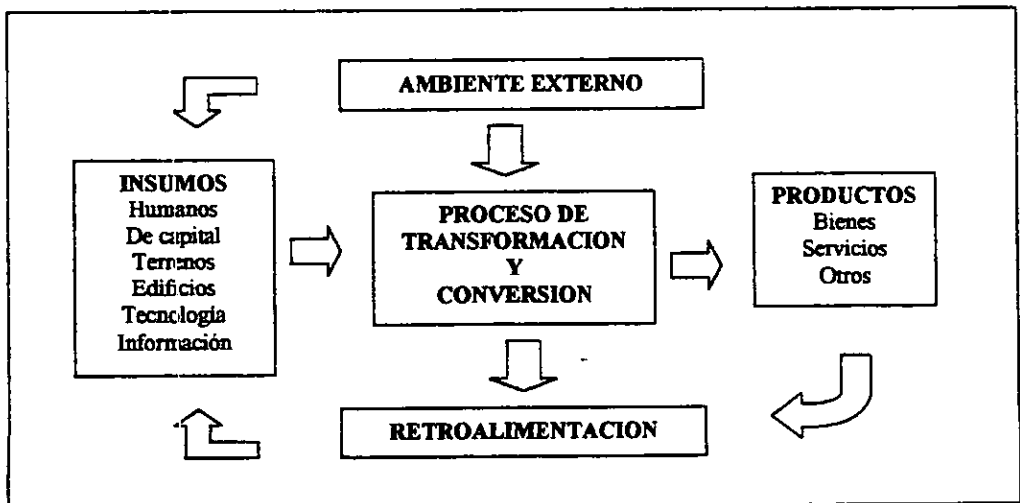 AMBIENTE EXTERNO
INSUMOS
Humanos
De capital
Terrenos
Edificios
Tecnología
Información
PROCESO DE
TRANSFORMACION
Y
CONVERSION
PRODUCTOS
Bienes
Servicios
Otros
RETROALIMENTACION